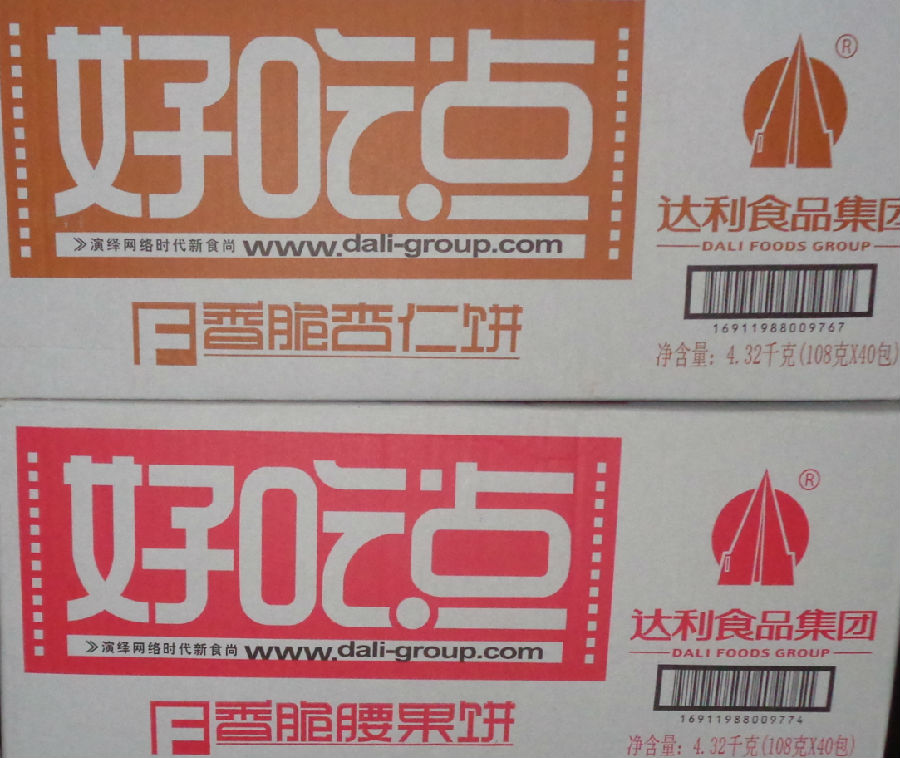 好吃点
演绎网络时代新食尚 www.dali-group.com
香脆杏仁饼
®
达利食品集团
DALI FOODS GROUP
16911988009767
净含量: 4.32千克(108克X40包)
好吃点
演绎网络时代新食尚 www.dali-group.com
香脆腰果饼
®
达利食品集团
DALI FOODS GROUP
16911988009774
净含量: 4.32千克(108克X40包)